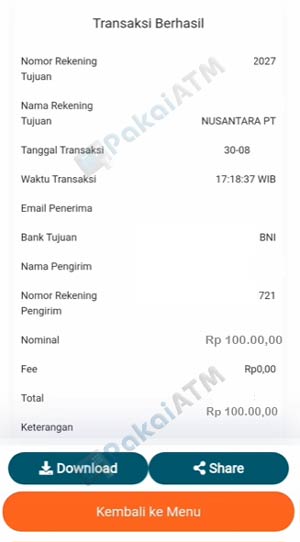 Transaksi Berhasil
Nomor Rekening Tujuan 2027
Nama Rekening Tujuan NUSANTARA PT
Tanggal Transaksi 30-08
Waktu Transaksi 17:18:37 WIB
Email Penerima
Bank Tujuan BNI
Nama Pengirim
Nomor Rekening Pengirim 721
Nominal Rp 100.00,00
Fee Rp0,00
Total Rp 100.00,00
Keterangan
Download Share
Kembali ke Menu
PakaiATM
PakaiATM